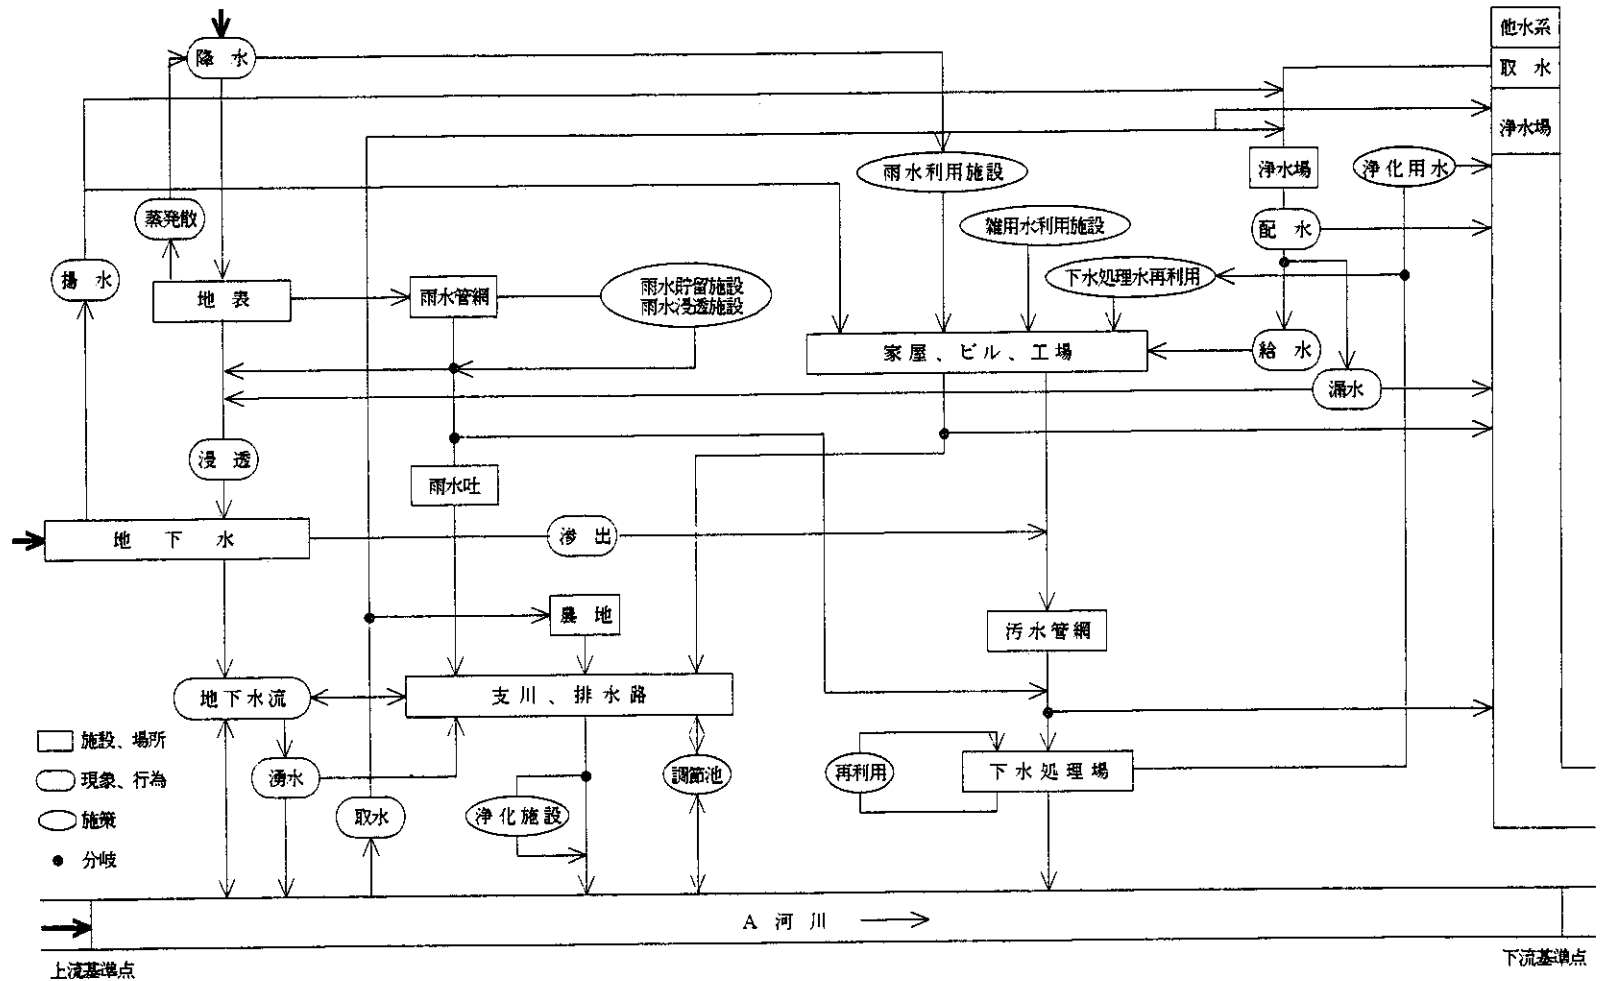 他水系
降 水
取 水
浄水場
雨水利用施設
浄水場
浄化用水
蒸発散
雑用水利用施設
配 水
揚 水
地 表
雨水管網
雨水貯留施設
雨水浸透施設
下水処理水再利用
家屋、ビル、工場
給 水
漏水
浸 透
雨水吐
地 下 水
滲 出
農 地
汚水管網
地下水流
支川、排水路
施設、場所
現象、行為
湧水
調節池
再利用
下水処理場
施策
取水
浄化施設
分岐
A 河 川
上流基準点
下流基準点